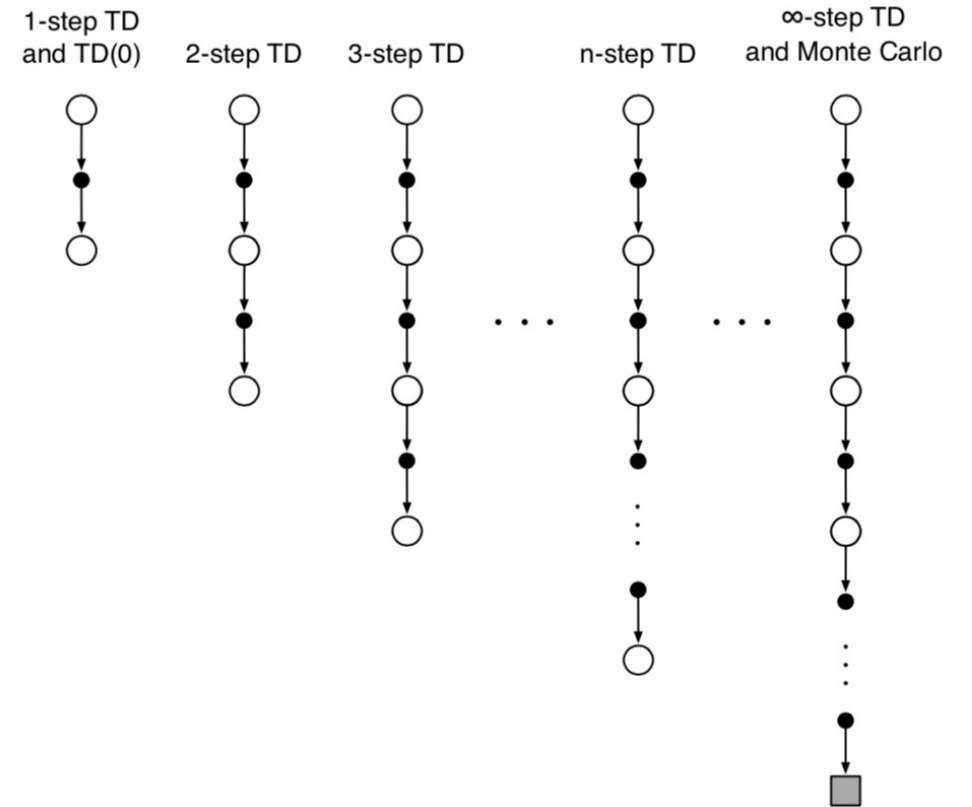 1-step TD
and TD(0)
2-step TD
3-step TD
n-step TD
∞-step TD
and Monte Carlo